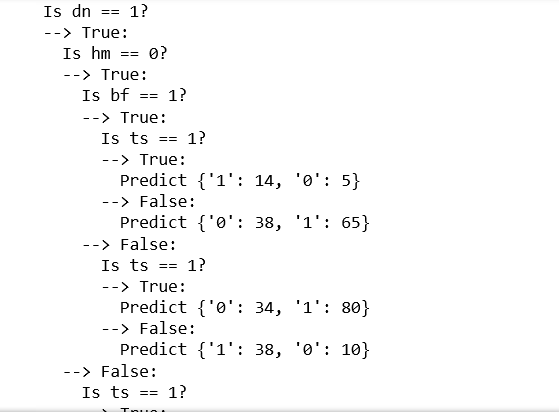 Is dn == 1?
--> True:
Is hm == 0?
--> True:
Is bf == 1?
--> True:
Is ts == 1?
--> True:
Predict {'1': 14, '0': 5}
--> False:
Predict {'0': 38, '1': 65}
--> False:
Is ts == 1?
--> True:
Predict {'0': 34, '1': 80}
--> False:
Predict {'1': 38, '0': 10}
--> False:
Is ts == 1?